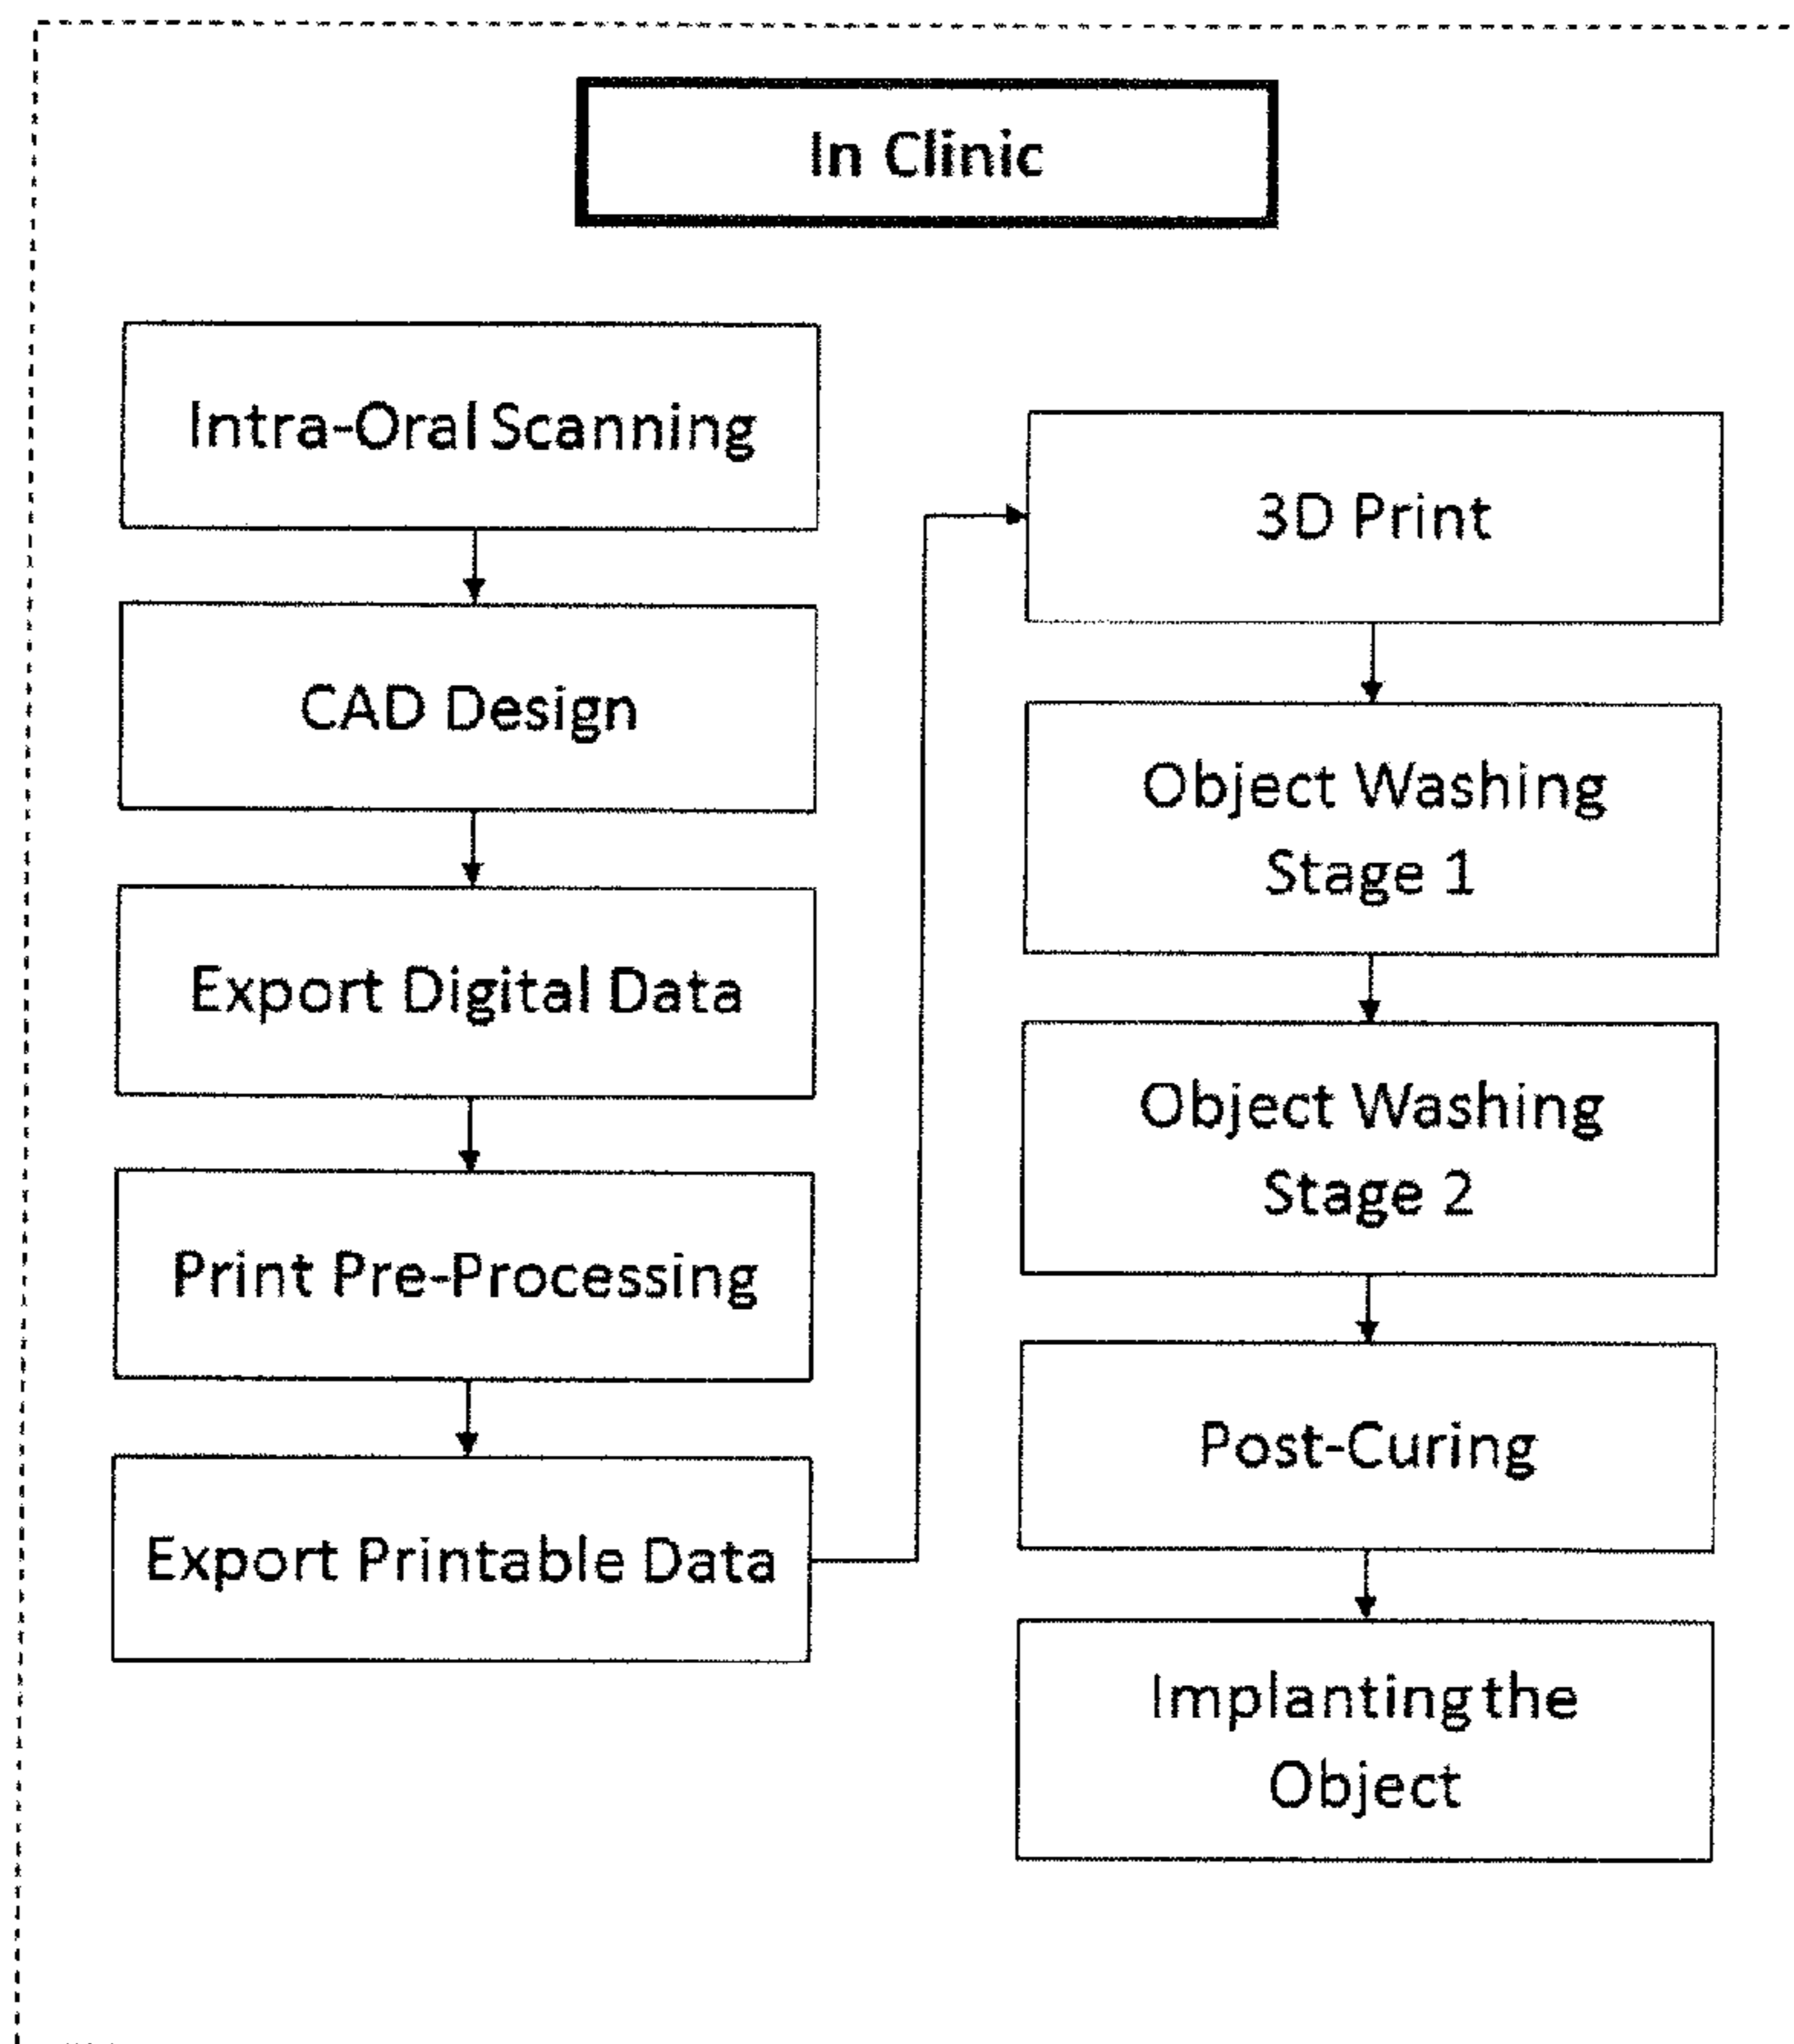 In Clinic
Intra-Oral Scanning
CAD Design
Export Digital Data
Print Pre-Processing
Export Printable Data
3D Print
Object Washing
Stage 1
Object Washing
Stage 2
Post-Curing
Implanting the
Object